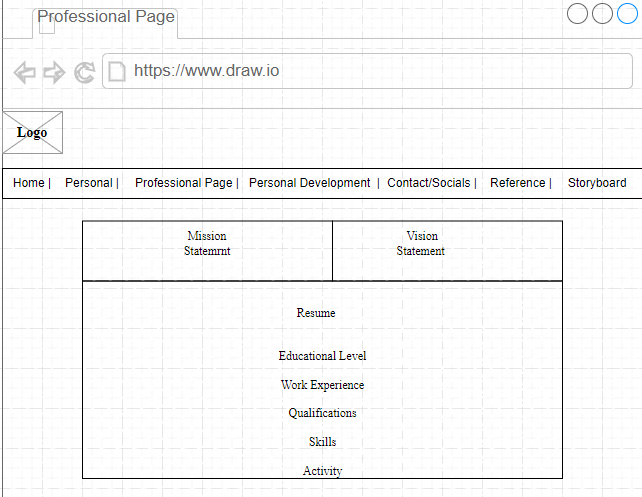 Professional Page
https://www.draw.io
Logo
Home | Personal | Professional Page | Personal Development | Contact/Socials | Reference | Storyboard
Mission
Statemrnt
Vision
Statement
Resume
Educational Level
Work Experience
Qualifications
Skills
Activity